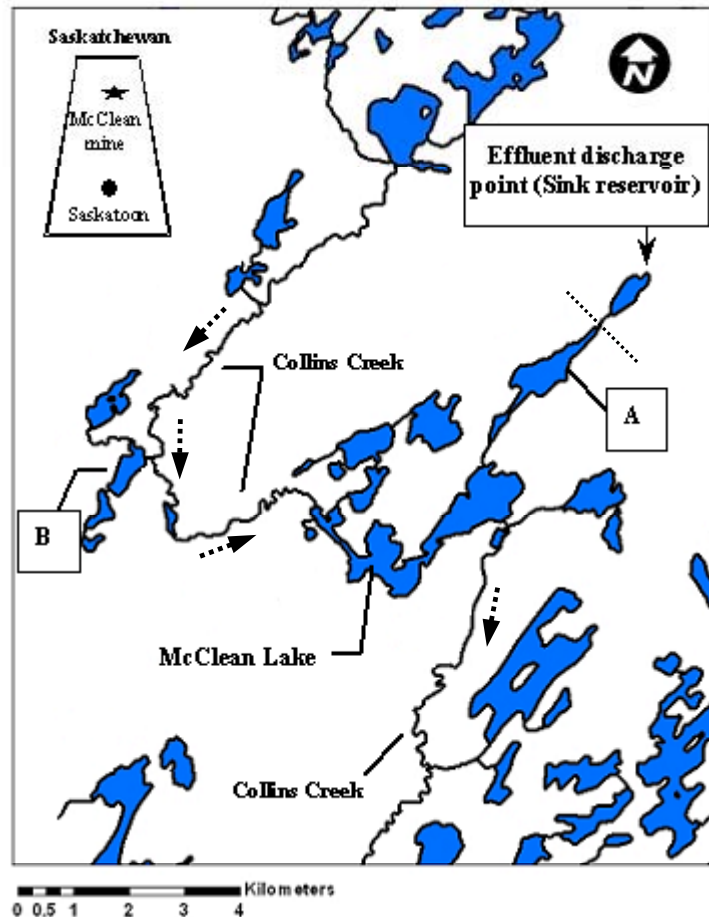 Saskatchewan
McClean
mine
Saskatoon
N
Effluent discharge
point (Sink reservoir)
Collins Creek
A
B
McClean Lake
Collins Creek
Kilometers
0 0.5 1 2 3 4